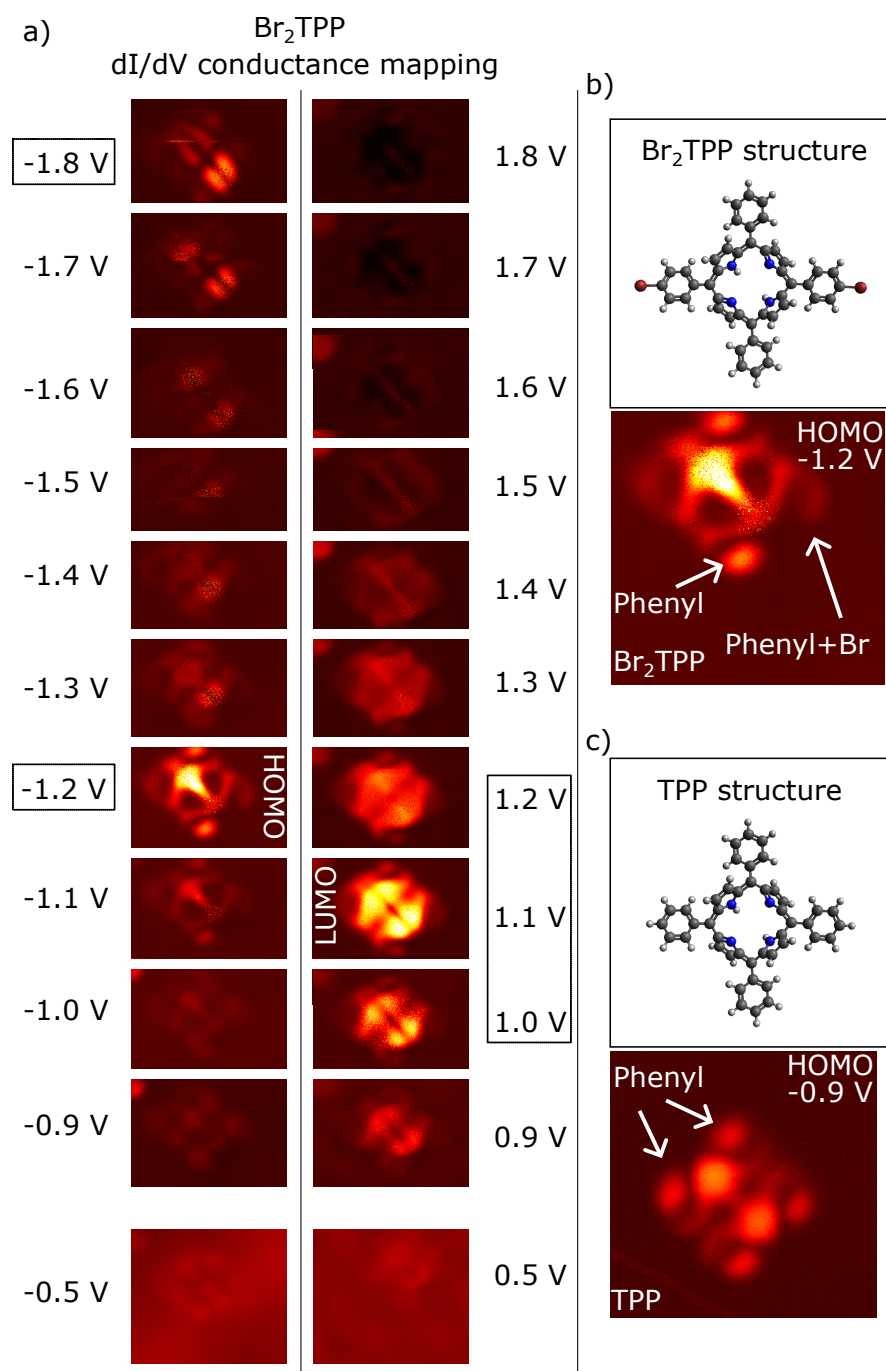 a)
Br₂TPP
dI/dV conductance mapping
-1.8 V
1.8 V
-1.7 V
1.7 V
-1.6 V
1.6 V
-1.5 V
1.5 V
-1.4 V
1.4 V
-1.3 V
1.3 V
-1.2 V
HOMO
1.2 V
-1.1 V
LUMO
1.1 V
-1.0 V
1.0 V
-0.9 V
0.9 V
-0.5 V
0.5 V
b)
Br₂TPP structure
HOMO
-1.2 V
Phenyl
Phenyl+Br
Br₂TPP
c)
TPP structure
HOMO
-0.9 V
Phenyl
TPP